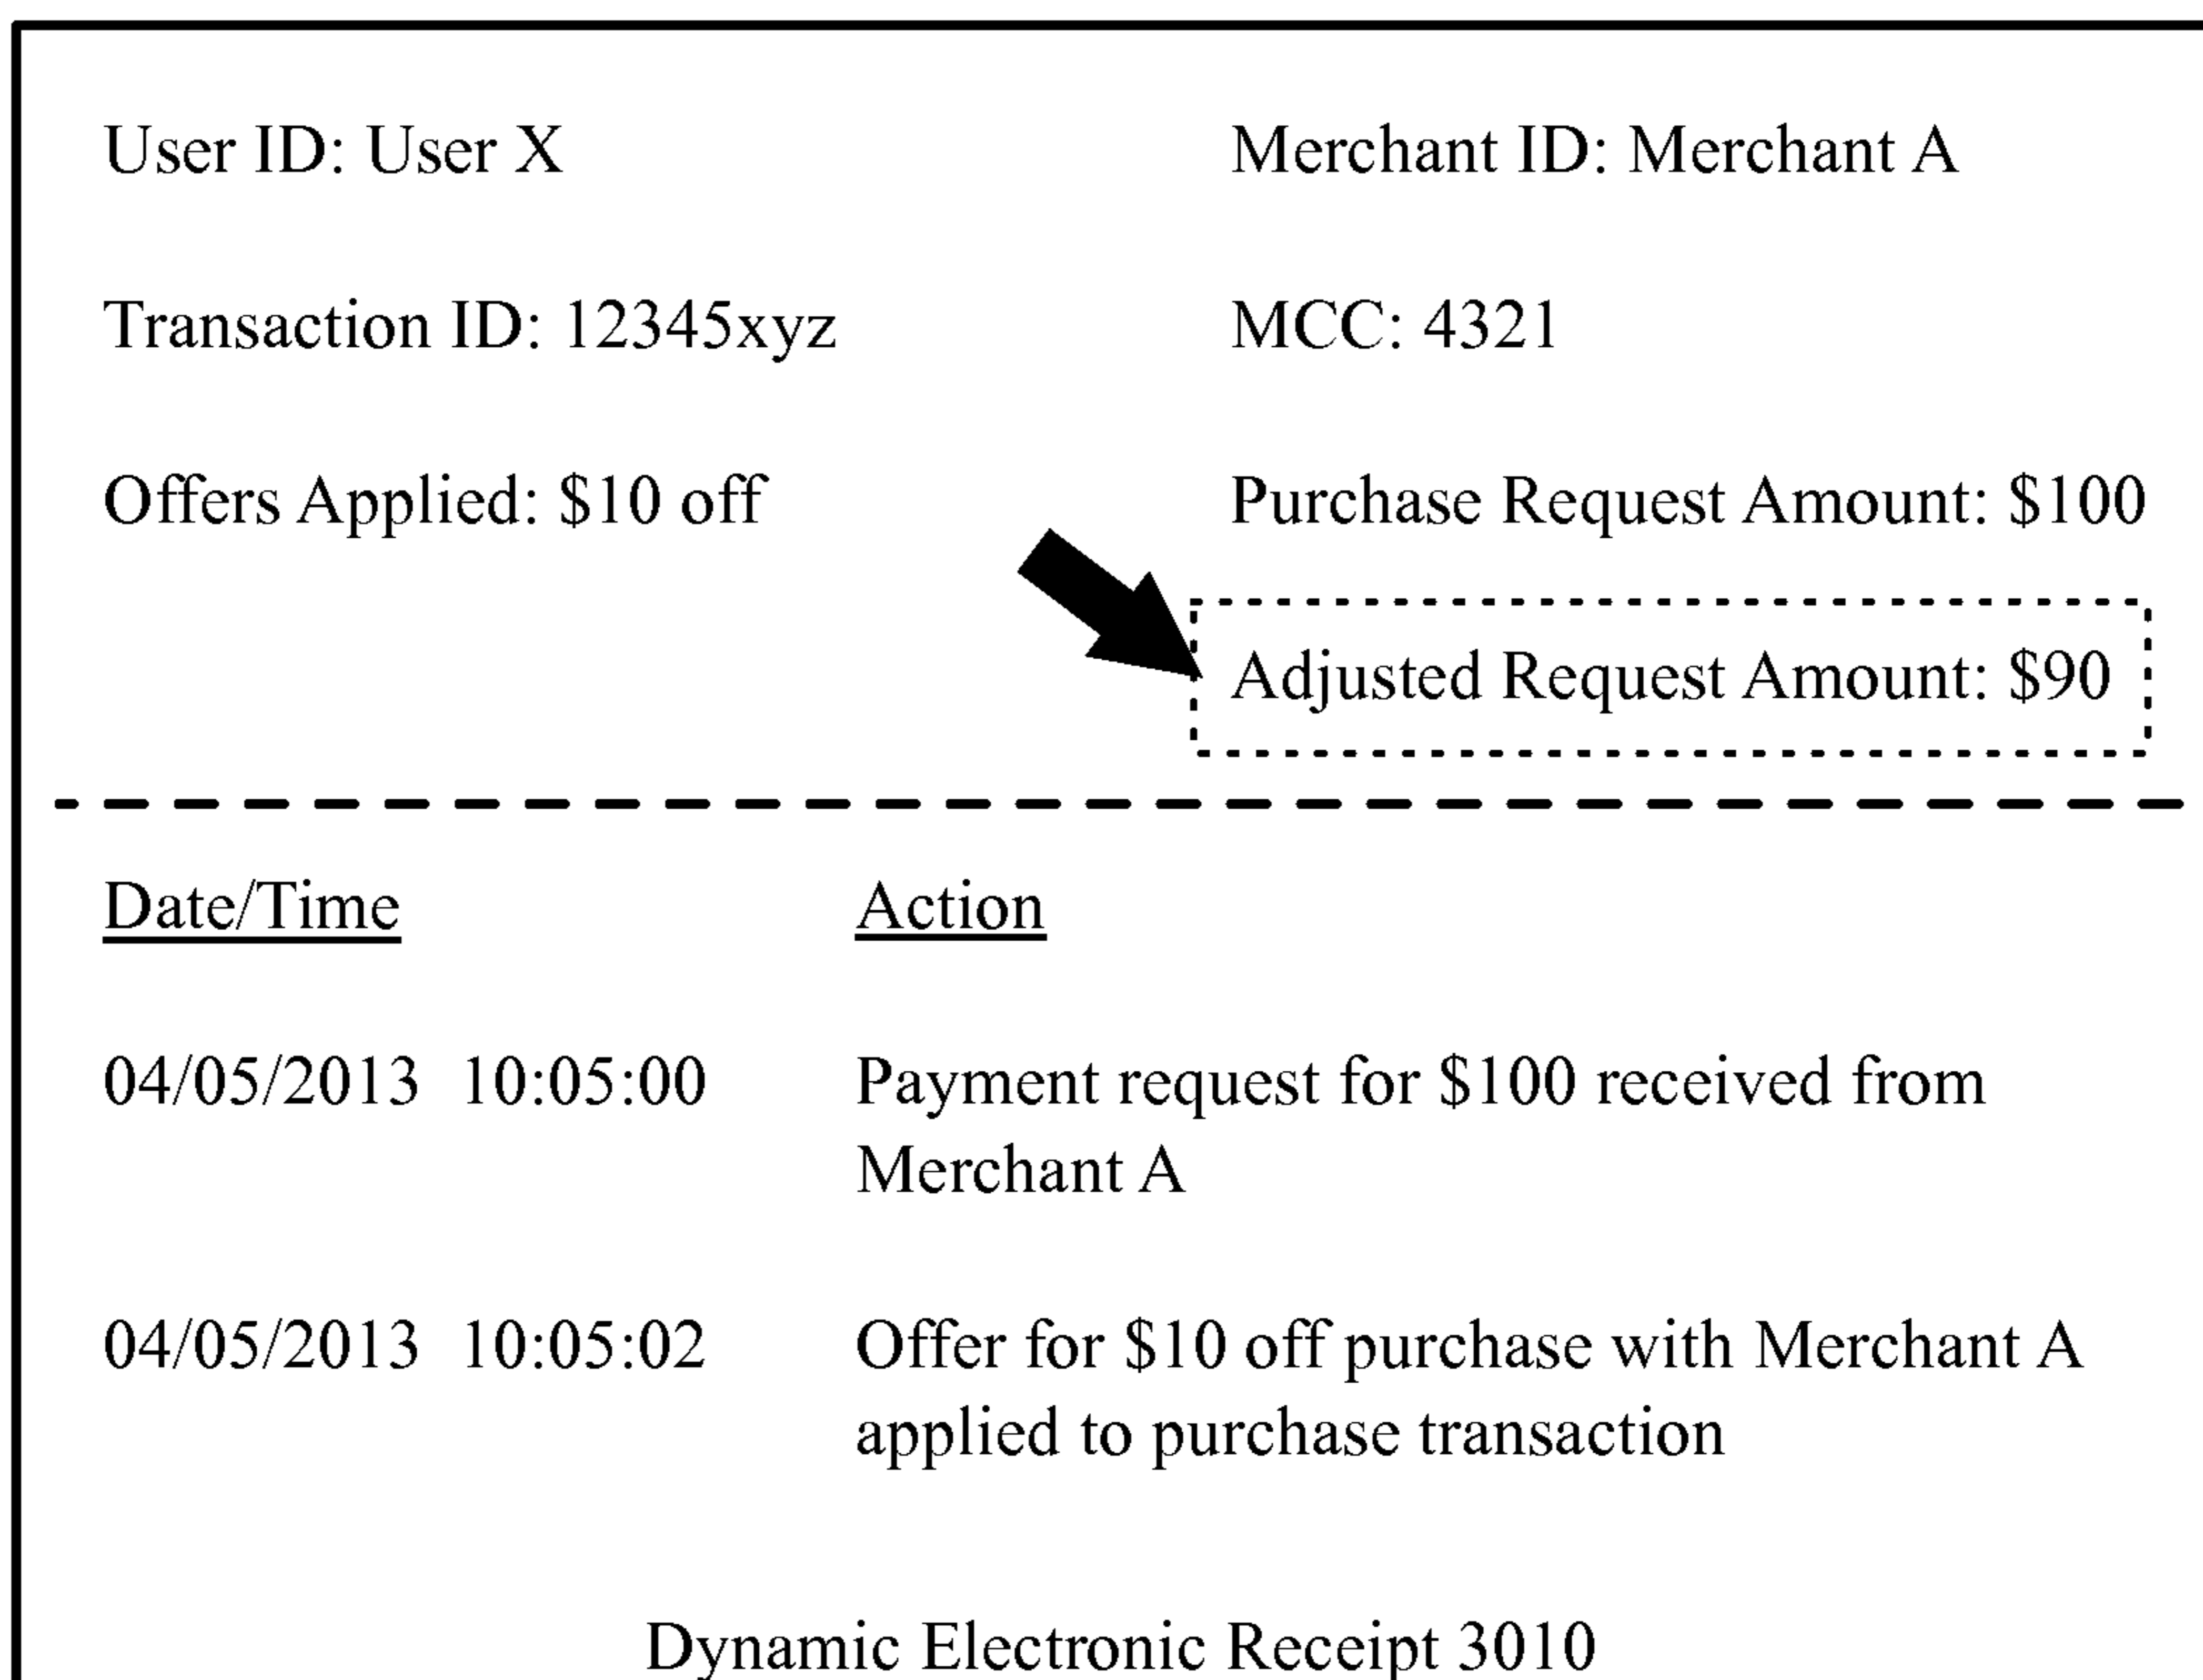 User ID: User X Merchant ID: Merchant A
Transaction ID: 12345xyz MCC: 4321
Offers Applied: $10 off Purchase Request Amount: $100
Adjusted Request Amount: $90
Date/Time Action
04/05/2013 10:05:00 Payment request for $100 received from
Merchant A
04/05/2013 10:05:02 Offer for $10 off purchase with Merchant A
applied to purchase transaction
Dynamic Electronic Receipt 3010